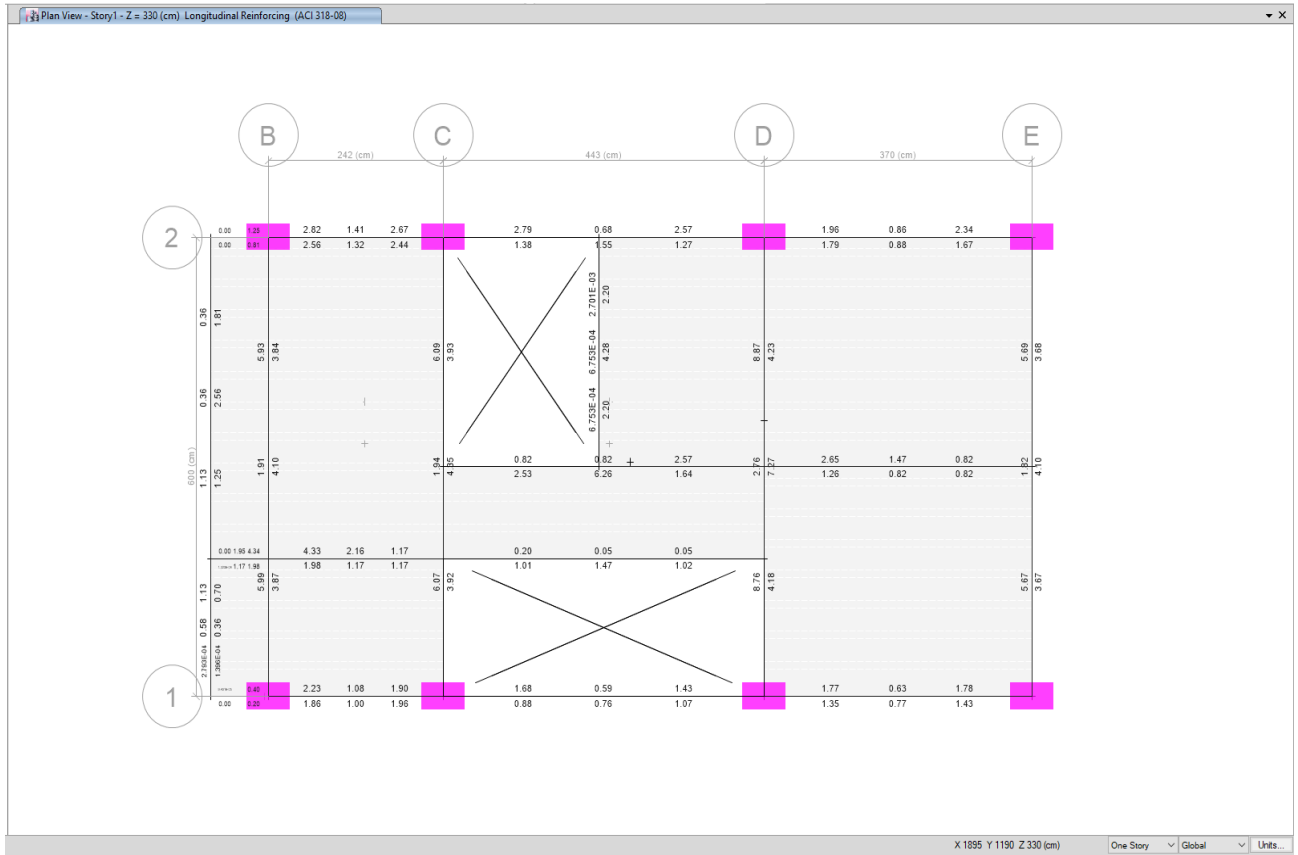 Plan View - Story1 - Z = 330 (cm) Longitudinal Reinforcing (ACI 318-08)
B C D E
242 (cm) 443 (cm) 370 (cm)
2
0.00 1.25 2.82 1.41 2.67 2.79 0.68 2.57 1.96 0.86 2.34
0.00 0.81 2.56 1.32 2.44 1.38 1.55 1.27 1.79 0.88 1.67
0.36 1.81
2.701E-03 2.20
5.93 3.84 6.09 3.93 6.753E-04 4.28 8.87 4.23 5.69 3.68
0.36 2.56 6.753E-04 2.20
600 (cm)
1.13 1.25 1.91 4.10 1.94 4.35 2.76 7.27 1.82 4.10
0.82 0.82 2.57 2.65 1.47 0.82
2.53 6.26 1.64 1.26 0.82 0.82
0.00 1.95 4.34 4.33 2.16 1.17 0.20 0.05 0.05
1.17 1.98 1.98 1.17 1.17 1.01 1.47 1.02
1.13 0.70 5.99 3.87 6.07 3.92 8.76 4.18 5.67 3.67
0.58 0.36
2.793E-04 1.396E-04
1
0.40 2.23 1.08 1.90 1.68 0.59 1.43 1.77 0.63 1.78
0.00 0.20 1.86 1.00 1.96 0.88 0.76 1.07 1.35 0.77 1.43
X 1895 Y 1190 Z 330 (cm) One Story Global Units...